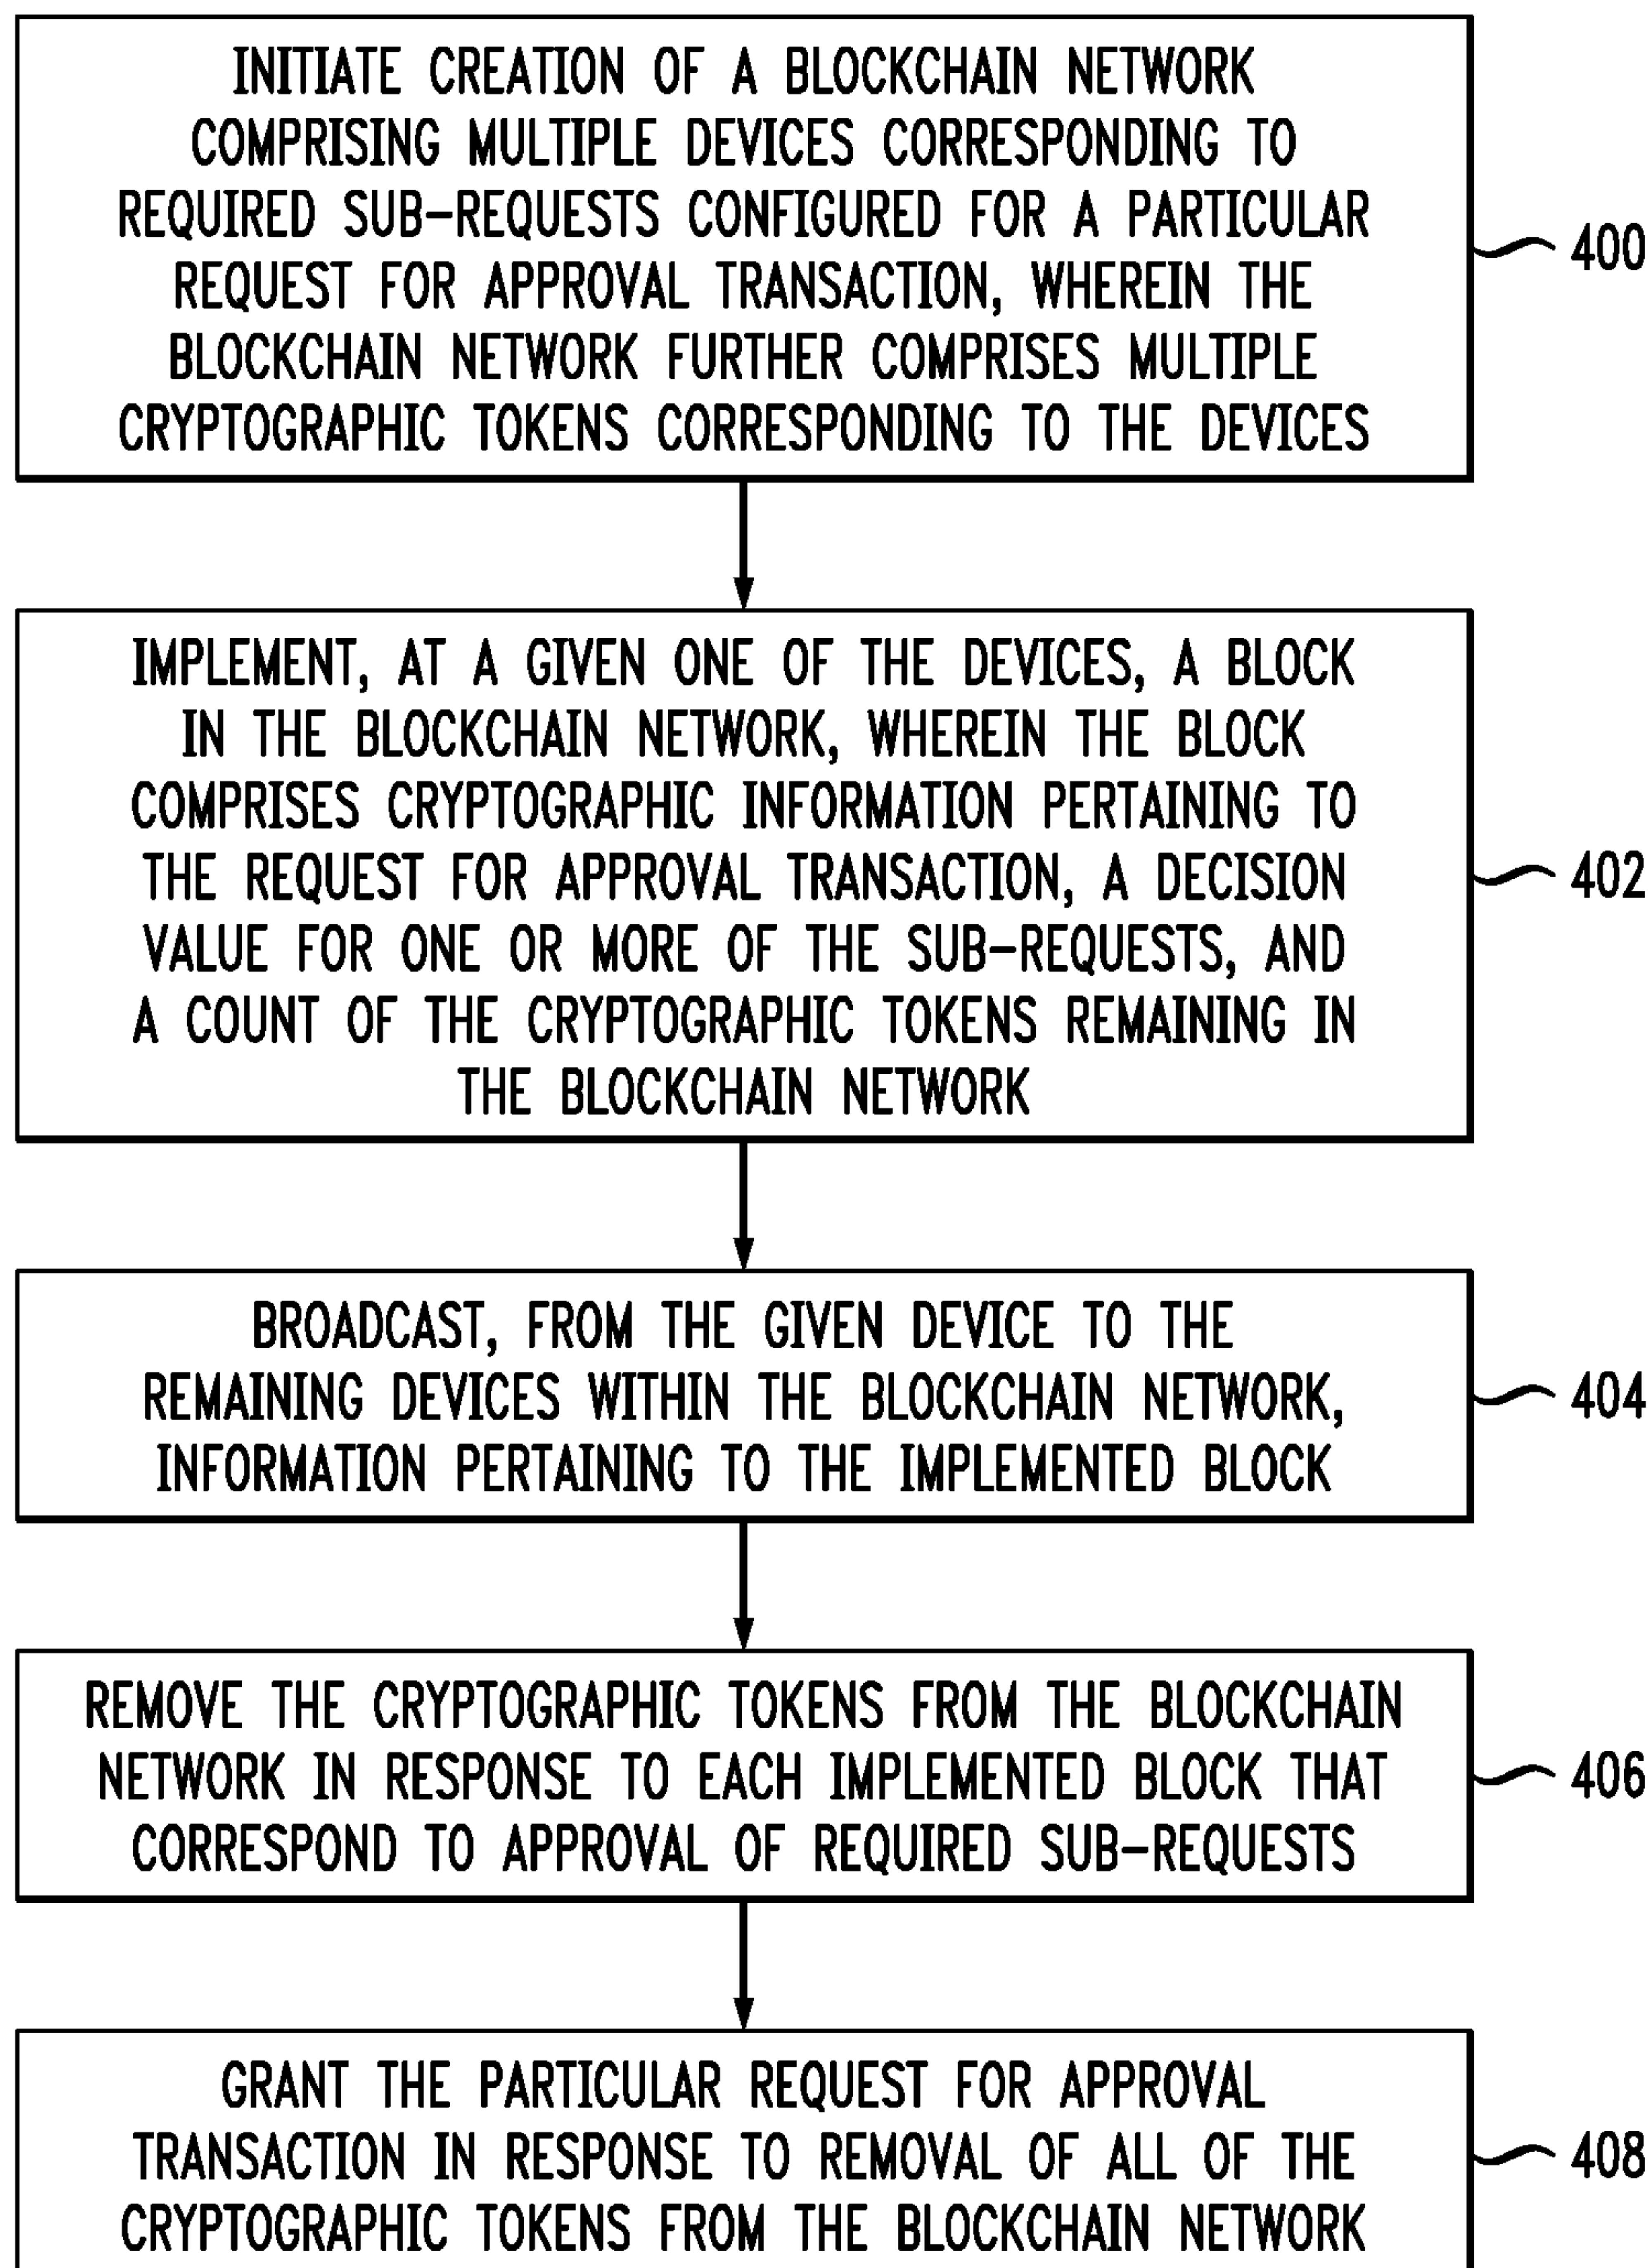 INITIATE CREATION OF A BLOCKCHAIN NETWORK
COMPRISING MULTIPLE DEVICES CORRESPONDING TO
REQUIRED SUB-REQUESTS CONFIGURED FOR A PARTICULAR
REQUEST FOR APPROVAL TRANSACTION, WHEREIN THE
BLOCKCHAIN NETWORK FURTHER COMPRISES MULTIPLE
CRYPTOGRAPHIC TOKENS CORRESPONDING TO THE DEVICES
400
IMPLEMENT, AT A GIVEN ONE OF THE DEVICES, A BLOCK
IN THE BLOCKCHAIN NETWORK, WHEREIN THE BLOCK
COMPRISES CRYPTOGRAPHIC INFORMATION PERTAINING TO
THE REQUEST FOR APPROVAL TRANSACTION, A DECISION
VALUE FOR ONE OR MORE OF THE SUB-REQUESTS, AND
A COUNT OF THE CRYPTOGRAPHIC TOKENS REMAINING IN
THE BLOCKCHAIN NETWORK
402
BROADCAST, FROM THE GIVEN DEVICE TO THE
REMAINING DEVICES WITHIN THE BLOCKCHAIN NETWORK,
INFORMATION PERTAINING TO THE IMPLEMENTED BLOCK
404
REMOVE THE CRYPTOGRAPHIC TOKENS FROM THE BLOCKCHAIN
NETWORK IN RESPONSE TO EACH IMPLEMENTED BLOCK THAT
CORRESPOND TO APPROVAL OF REQUIRED SUB-REQUESTS
406
GRANT THE PARTICULAR REQUEST FOR APPROVAL
TRANSACTION IN RESPONSE TO REMOVAL OF ALL OF THE
CRYPTOGRAPHIC TOKENS FROM THE BLOCKCHAIN NETWORK
408